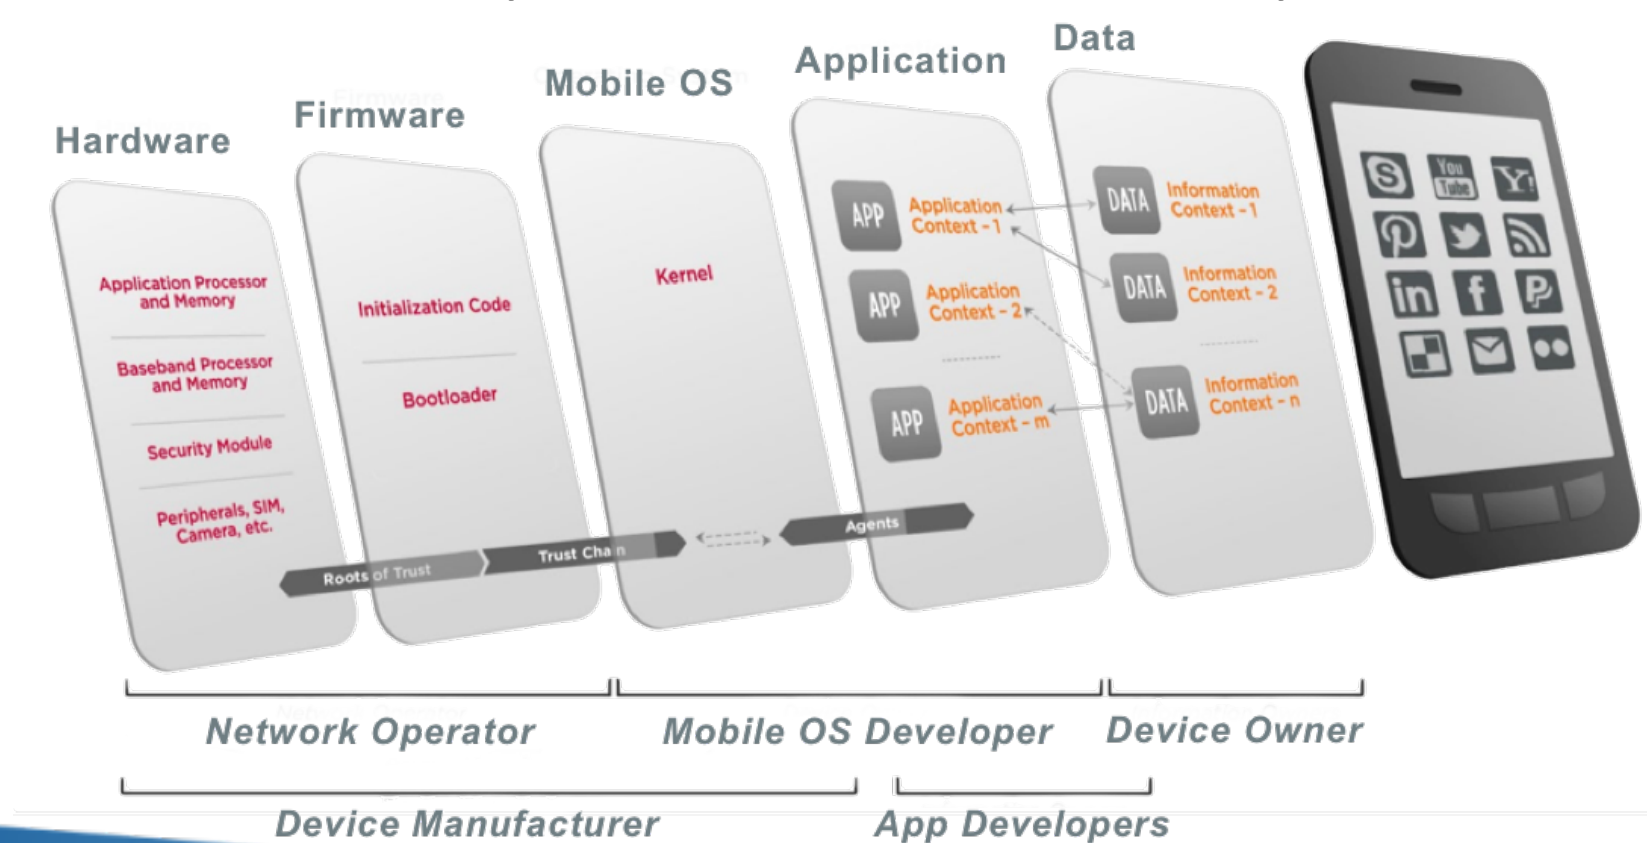 Data
Application
Mobile OS
Firmware
Hardware
Application Processor
and Memory
Baseband Processor
and Memory
Security Module
Peripherals, SIM,
Camera, etc.
Initialization Code
Bootloader
Kernel
APP
Application
Context - 1
APP
Application
Context - 2
APP
Application
Context - m
DATA
Information
Context - 1
DATA
Information
Context - 2
DATA
Information
Context - n
You
Tube
Y!
in
f
Roots of Trust
Trust Chain
Agents
Network Operator
Mobile OS Developer
Device Owner
Device Manufacturer
App Developers